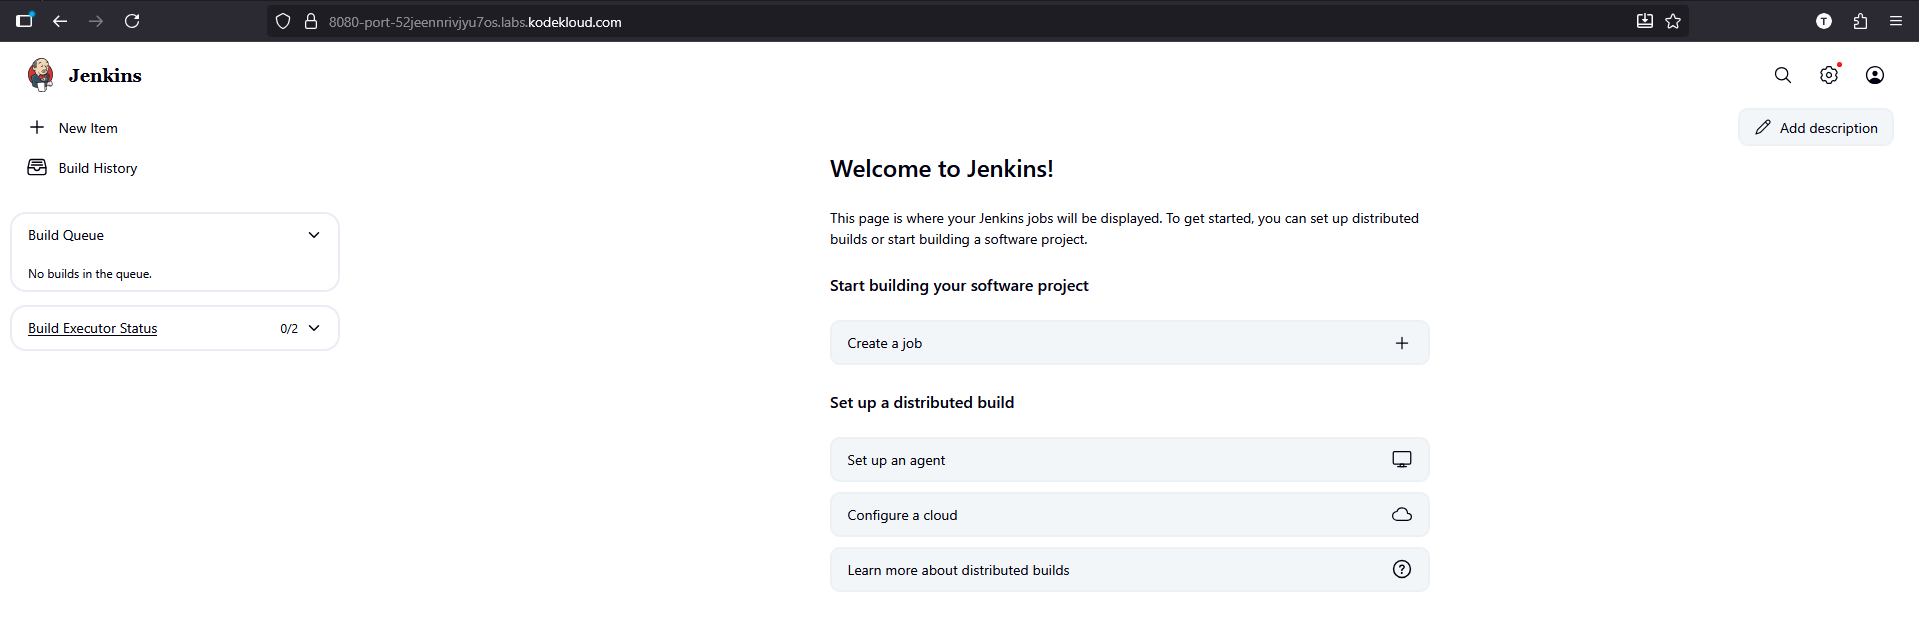 8080-port-52jeennrivjyu7os.labs.kodekloud.com
T
Jenkins
New Item
Build History
Add description
Build Queue
No builds in the queue.
Build Executor Status
0/2
Welcome to Jenkins!
This page is where your Jenkins jobs will be displayed. To get started, you can set up distributed
builds or start building a software project.
Start building your software project
Create a job
Set up a distributed build
Set up an agent
Configure a cloud
Learn more about distributed builds